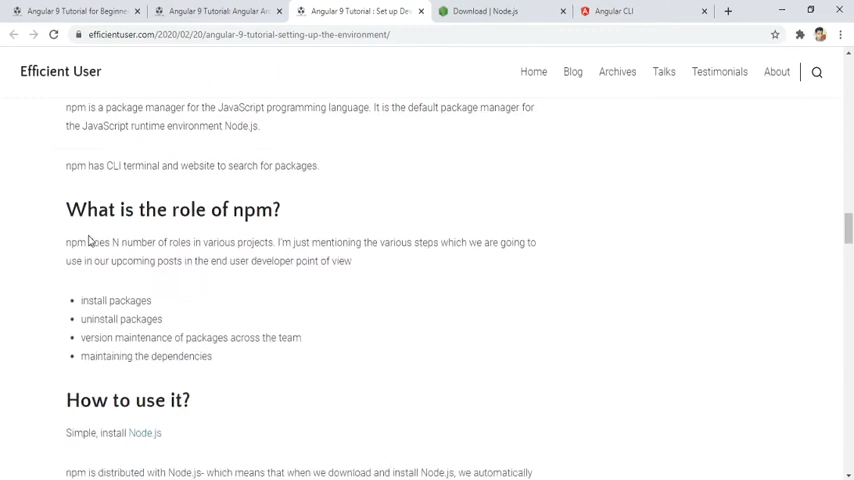 Angular 9 Tutorial for Beginne
Angular 9 Tutorial: Angular Ar
Angular 9 Tutorial : Set up De
Download | Node.js
Angular CLI
efficientuser.com/2020/02/20/angular-9-tutorial-setting-up-the-environment/
Efficient User
Home
Blog
Archives
Talks
Testimonials
About
npm is a package manager for the JavaScript programming language. It is the default package manager for
the JavaScript runtime environment Node.js.
npm has CLI terminal and website to search for packages.
What is the role of npm?
npm does N number of roles in various projects. I'm just mentioning the various steps which we are going to
use in our upcoming posts in the end user developer point of view
install packages
uninstall packages
version maintenance of packages across the team
maintaining the dependencies
How to use it?
Simple, install Node.js
npm is distributed with Node.js- which means that when we download and install Node.js, we automatically